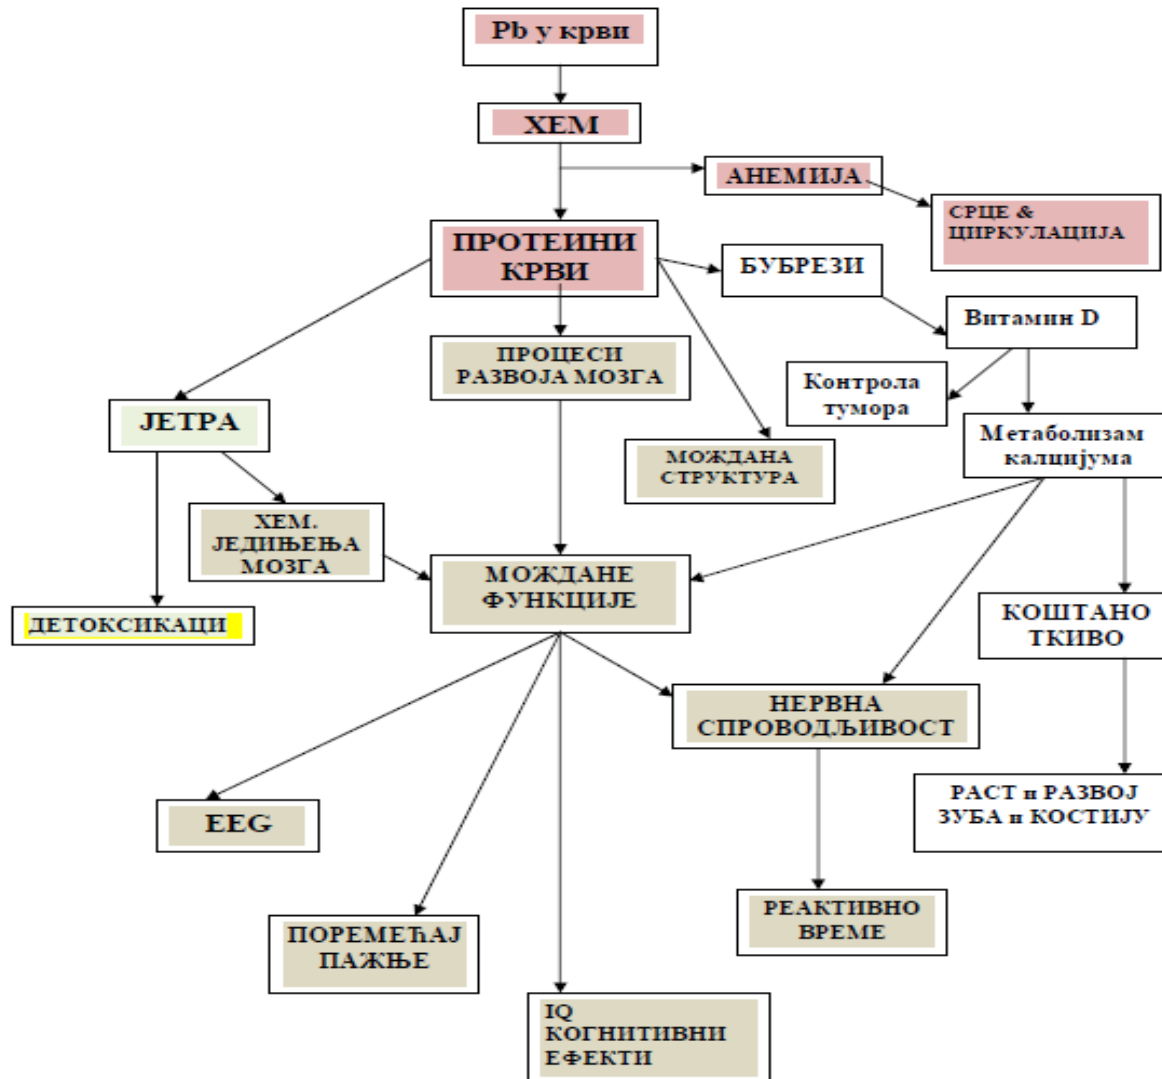 Pb у крви
ХЕМ
АНЕМИЈА
СРЦЕ &
ЦИРКУЛАЦИЈА
ПРОТЕИНИ
КРВИ
БУБРЕЗИ
Витамин D
ПРОЦЕСИ
РАЗВОЈА МОЗГА
Контрола
тумора
ЈЕТРА
МОЖДАНА
СТРУКТУРА
Метаболизам
калцијума
ХЕМ.
ЈЕДИЊЕЊА
МОЗГА
МОЖДАНЕ
ФУНКЦИЈЕ
ДЕТОКСИКАЦИ
КОШТАНО
ТКИВО
НЕРВНА
СПРОВОДЉИВОСТ
EEG
РАСТ и РАЗВОЈ
ЗУБА и КОСТИЈУ
ПОРЕМЕЋАЈ
ПАЖЊЕ
РЕАКТИВНО
ВРЕМЕ
IQ
КОГНИТИВНИ
ЕФЕКТИ